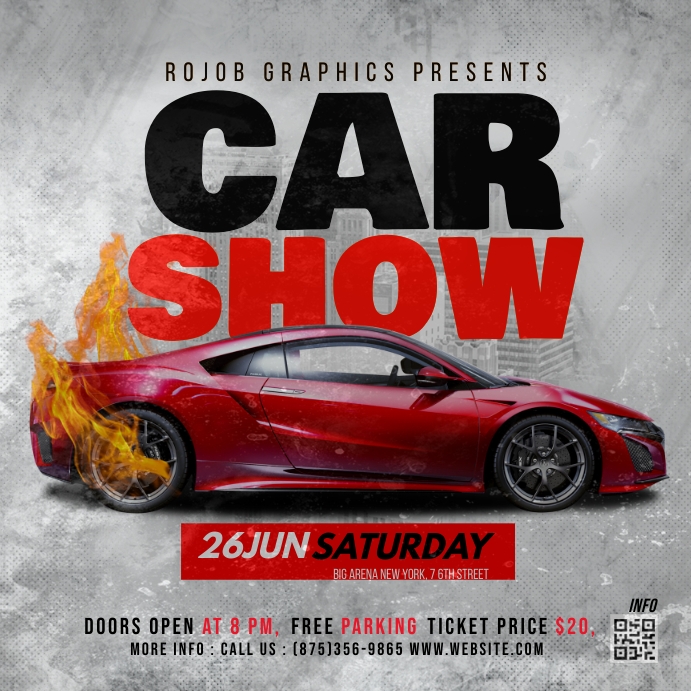 ROJOB GRAPHICS PRESENTS
CAR
SHOW
26JUN SATURDAY
BIG ARENA NEW YORK, 7 6TH STREET
INFO
DOORS OPEN AT 8 PM, FREE PARKING TICKET PRICE $20,
MORE INFO : CALL US : (875)356-9865 WWW.WEBSITE.COM